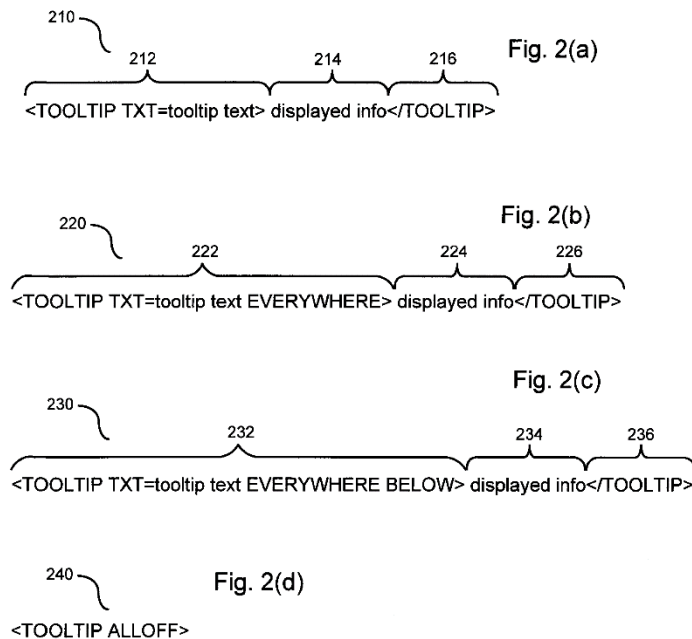 210
212 214 216 Fig. 2(a)
<TOOLTIP TXT=tooltip text> displayed info</TOOLTIP>
Fig. 2(b)
220
222 224 226
<TOOLTIP TXT=tooltip text EVERYWHERE> displayed info</TOOLTIP>
Fig. 2(c)
230
232 234 236
<TOOLTIP TXT=tooltip text EVERYWHERE BELOW> displayed info</TOOLTIP>
240 Fig. 2(d)
<TOOLTIP ALLOFF>